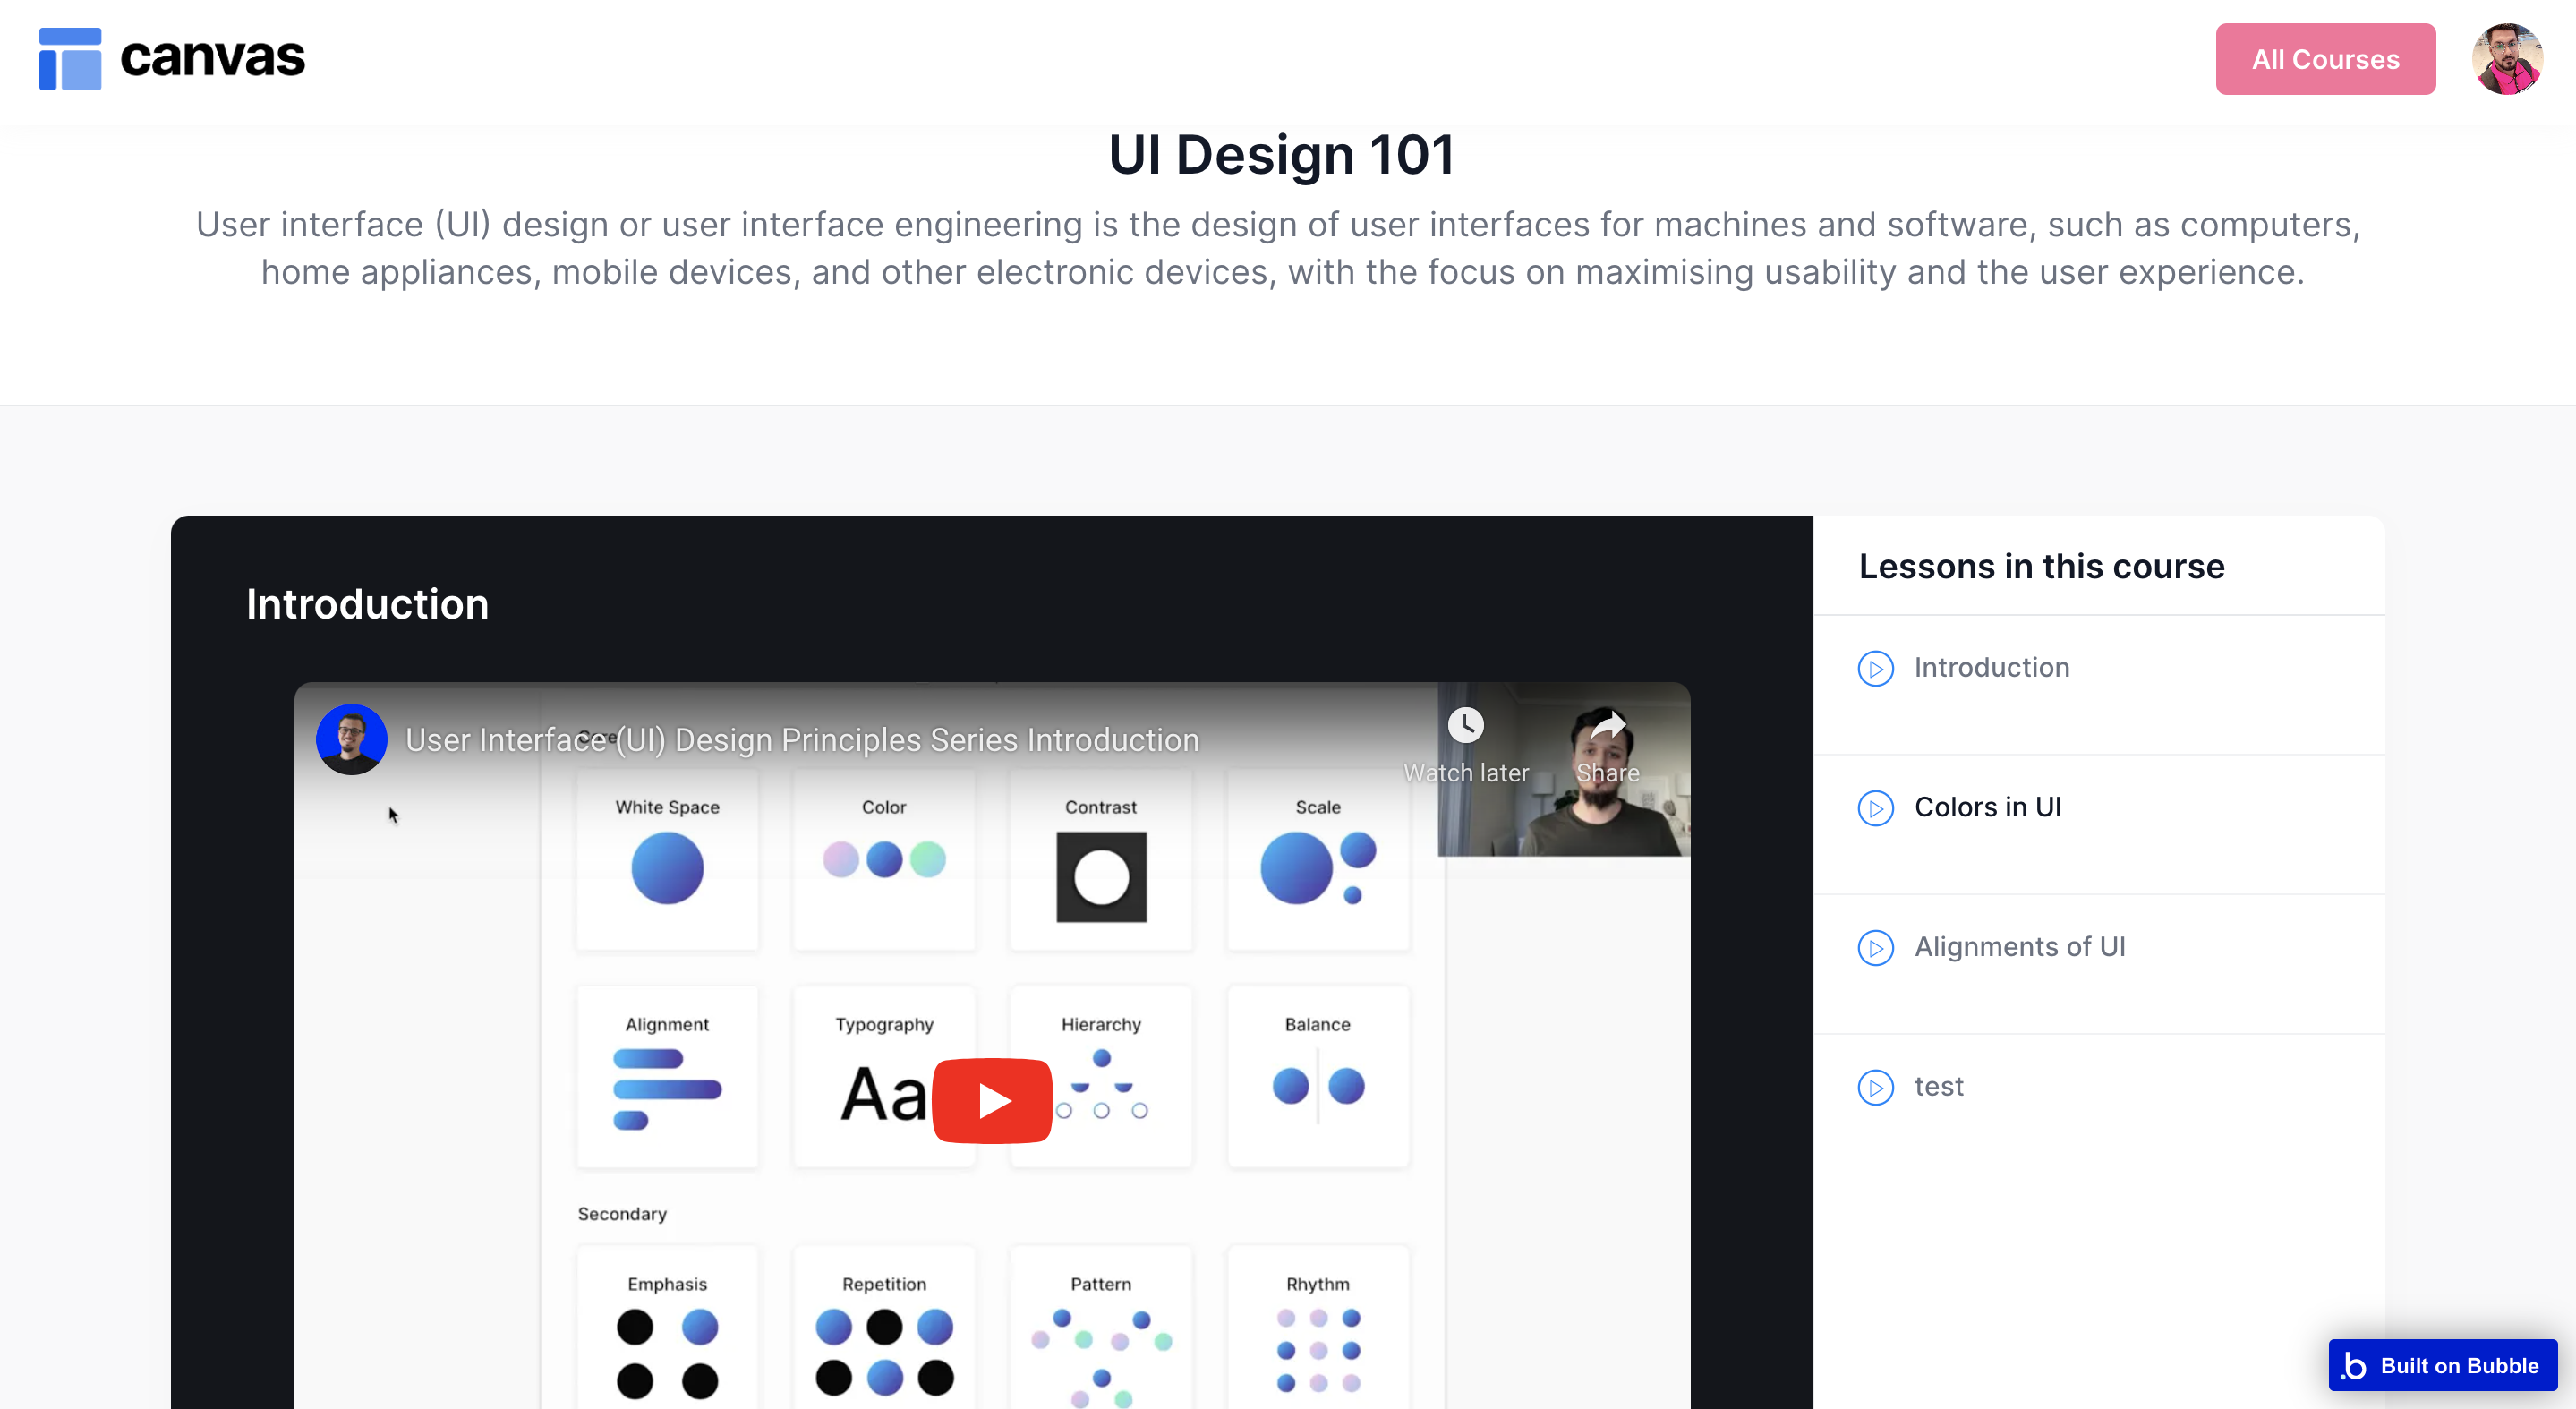 canvas
All Courses
UI Design 101
User interface (UI) design or user interface engineering is the design of user interfaces for machines and software, such as computers,
home appliances, mobile devices, and other electronic devices, with the focus on maximising usability and the user experience.
Introduction
User Interface (UI) Design Principles Series Introduction
Core
Watch later
Share
White Space
Color
Contrast
Scale
Alignment
Typography
Hierarchy
Balance
Aa
Secondary
Emphasis
Repetition
Pattern
Rhythm
Lessons in this course
Introduction
Colors in UI
Alignments of UI
test
.b Built on Bubble